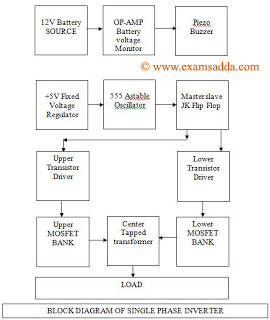 12V Battery
SOURCE
OP-AMP
Battery
voltage
Monitor
Piezo
Buzzer
© www.examsadda.com
+5V Fixed
Voltage
Regulator
555 Astable
Oscillator
Master slave
JK Flip Flop
Upper
Transistor
Driver
Lower
Transistor
Driver
Upper
MOSFET
BANK
Center
Tapped
transformer
Lower
MOSFET
BANK
LOAD
BLOCK DIAGRAM OF SINGLE PHASE INVERTER